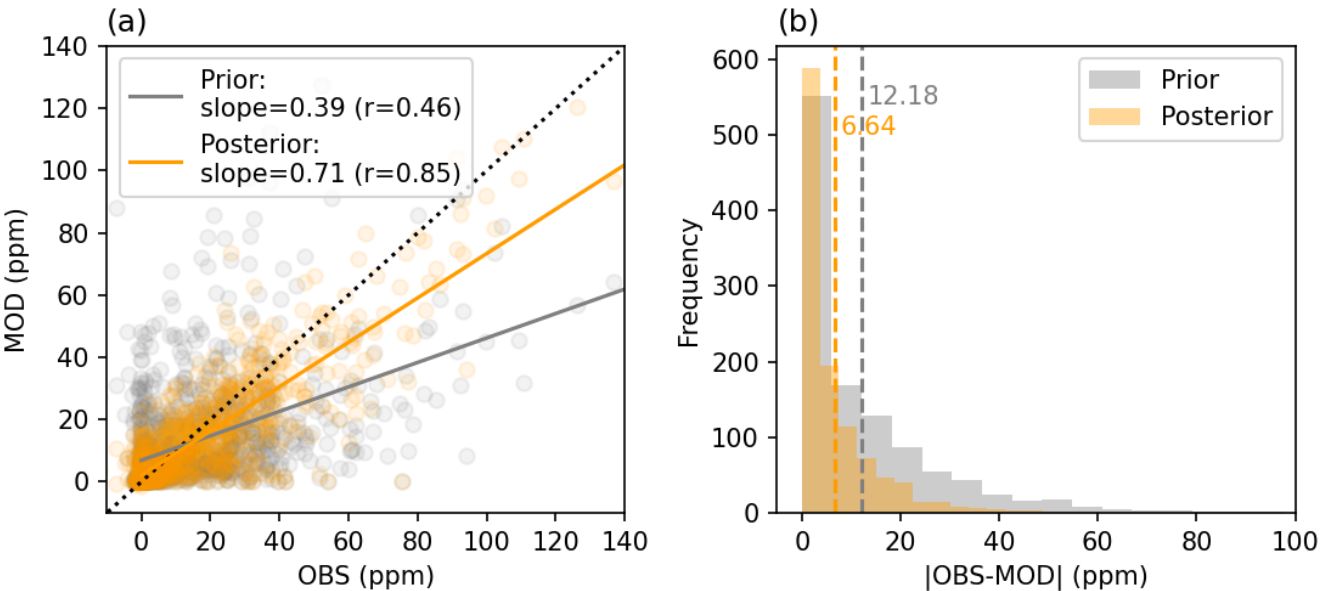 (a)
140
120
100
80
60
40
20
0
MOD (ppm)
Prior:
slope=0.39 (r=0.46)
Posterior:
slope=0.71 (r=0.85)
0 20 40 60 80 100 120 140
OBS (ppm)
(b)
600
500
400
300
200
100
0
Frequency
12.18
6.64
Prior
Posterior
0 20 40 60 80 100
|OBS-MOD| (ppm)